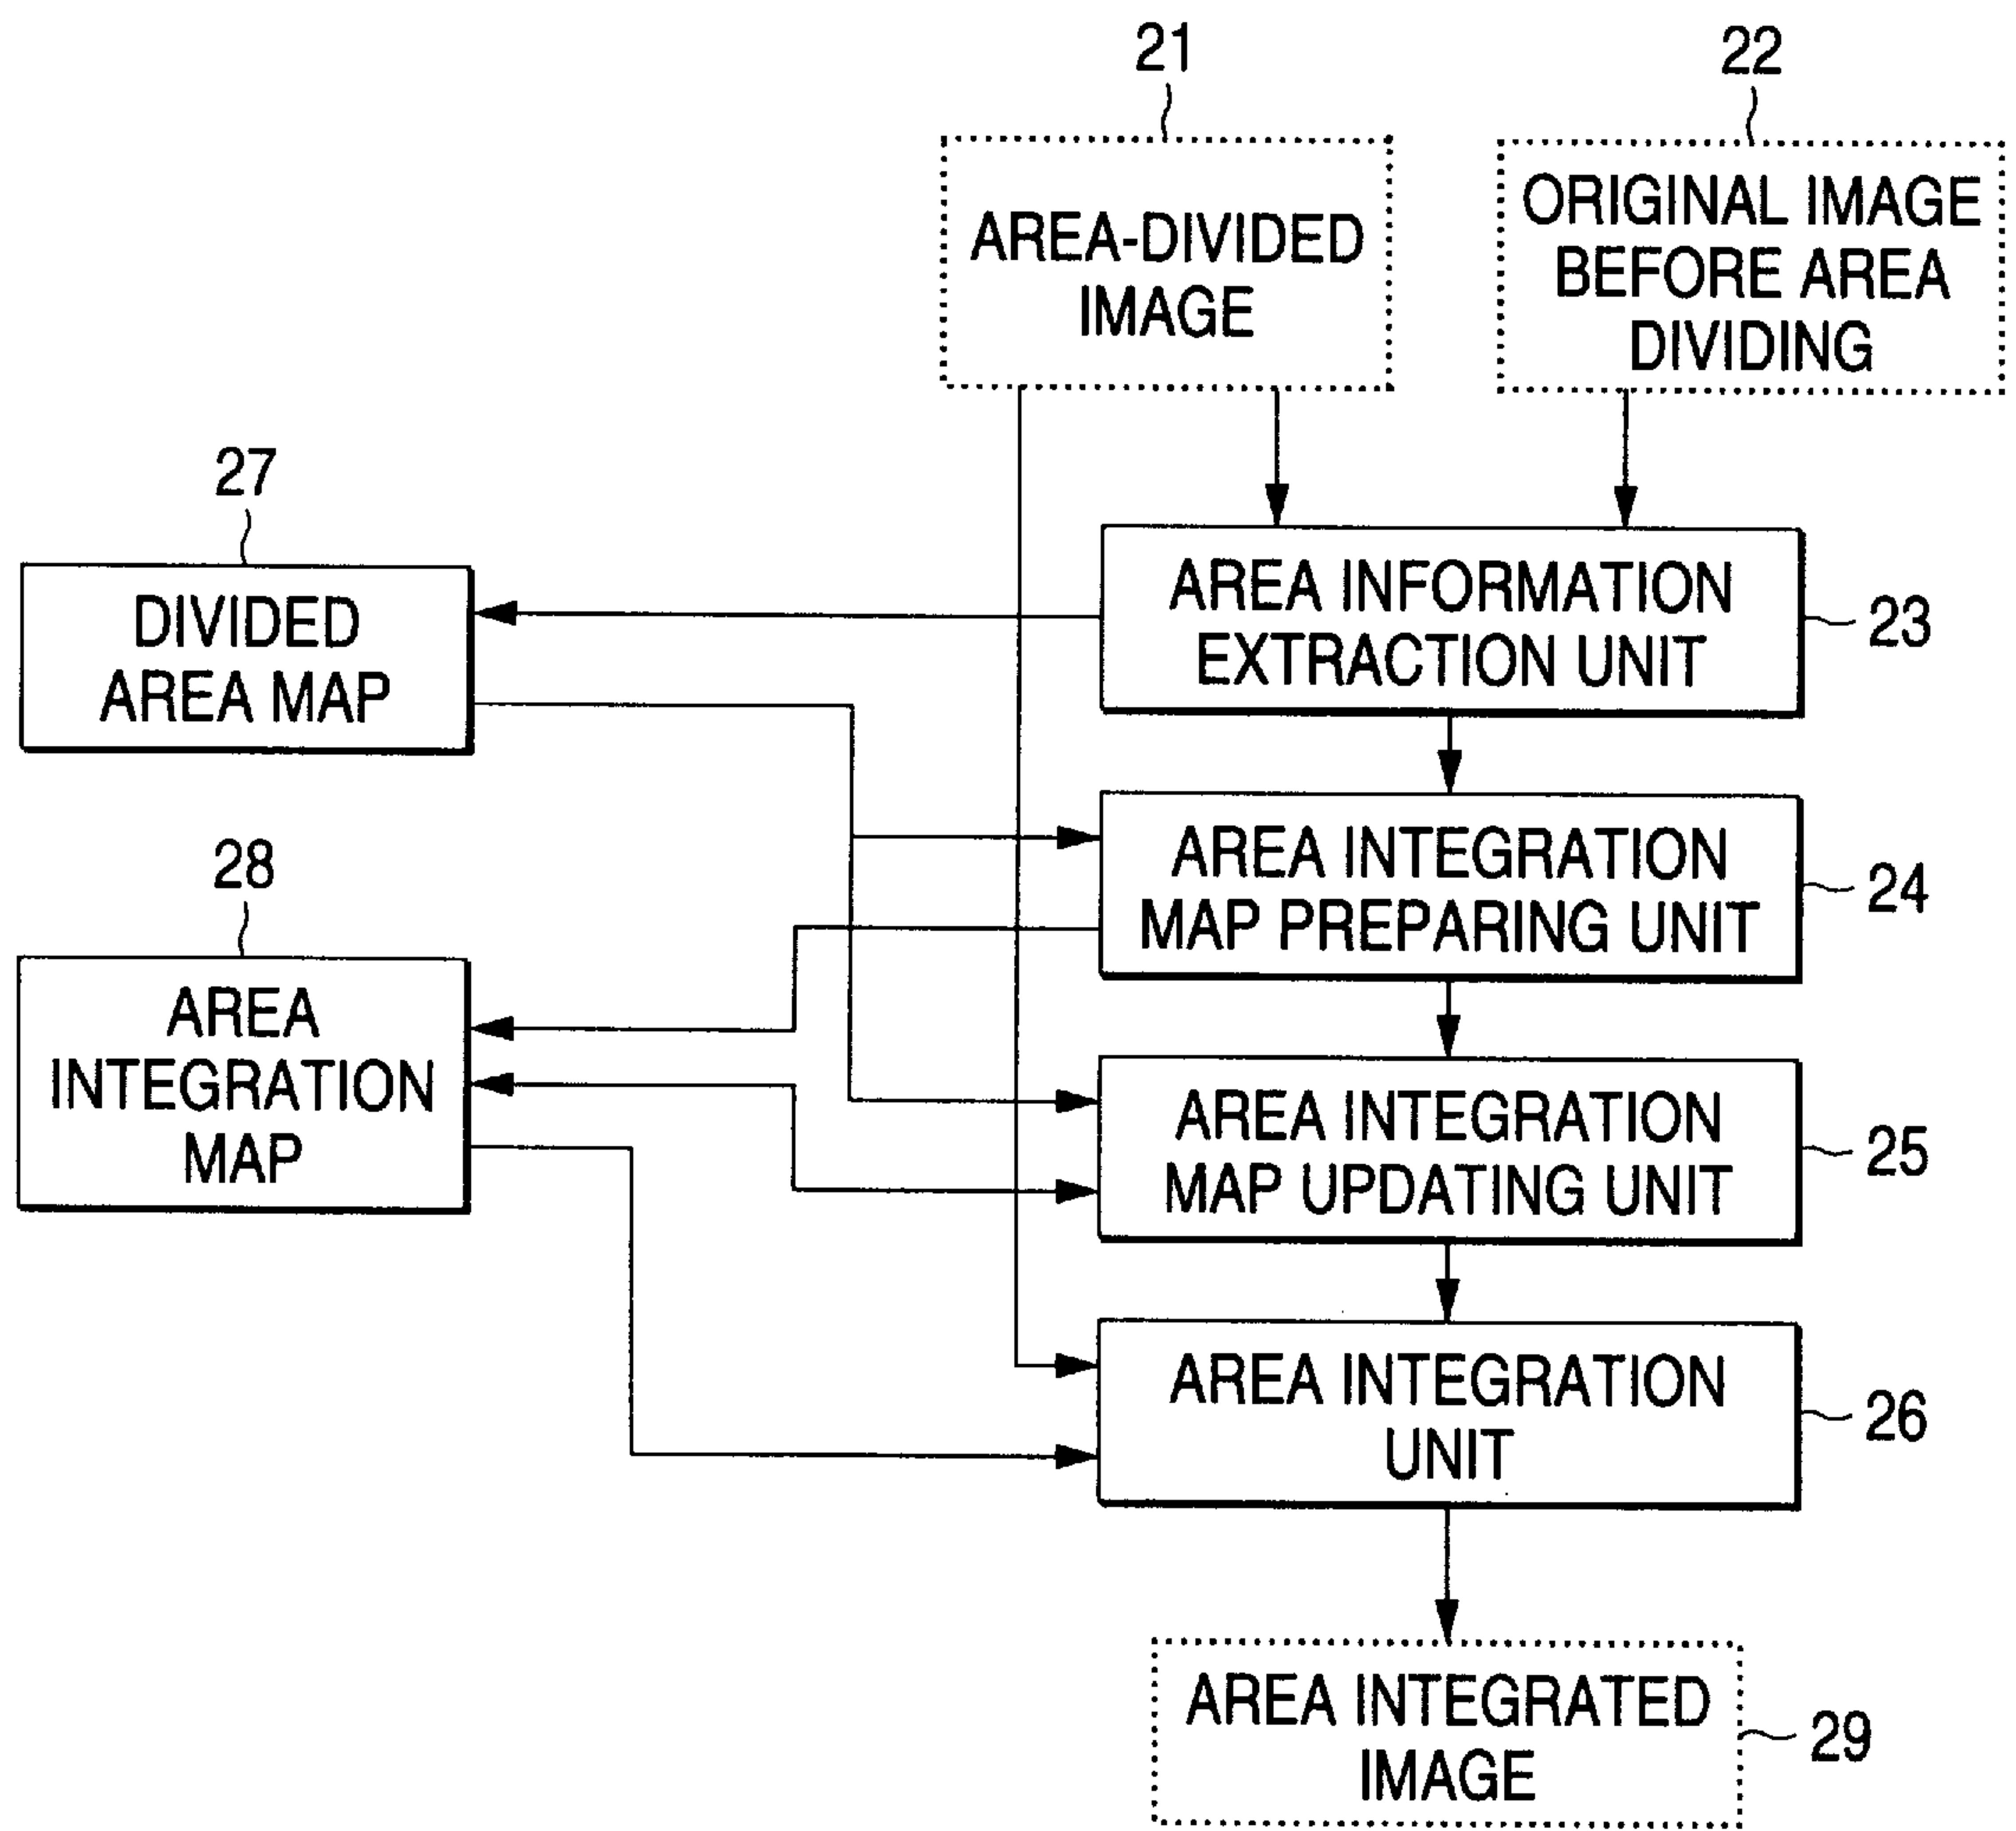 21
22
AREA-DIVIDED
IMAGE
ORIGINAL IMAGE
BEFORE AREA
DIVIDING
27
DIVIDED
AREA MAP
AREA INFORMATION
EXTRACTION UNIT
23
28
AREA
INTEGRATION
MAP
AREA INTEGRATION
MAP PREPARING UNIT
24
AREA INTEGRATION
MAP UPDATING UNIT
25
AREA INTEGRATION
UNIT
26
AREA INTEGRATED
IMAGE
29